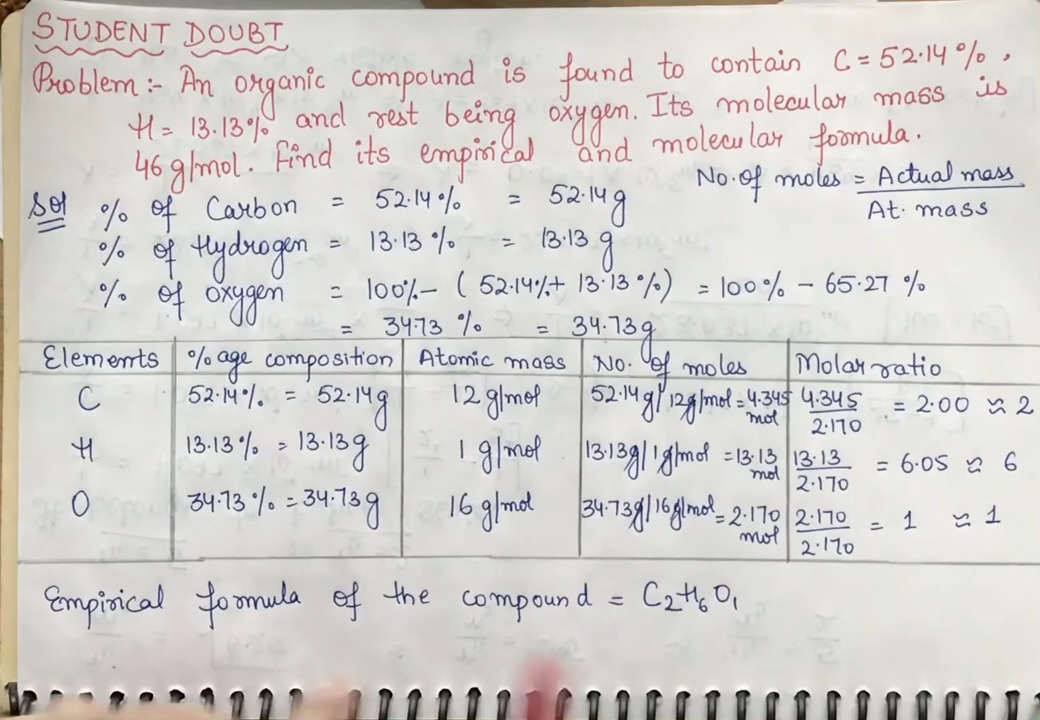 STUDENT DOUBT
Problem :- An organic compound is found to contain C = 52.14 %,
H = 13.13% and rest being oxygen. Its molecular mass is
46 g/mol. Find its empirical and molecular formula.
No. of moles = Actual mass / At. mass
Sol % of Carbon = 52.14% = 52.14g
% of Hydrogen = 13.13 % = 13.13 g
% of oxygen = 100% - ( 52.14% + 13.13 %) = 100 % - 65.27 %
= 34.73 % = 34.73g
Elements % age composition Atomic mass No. of moles Molar ratio
C 52.14% = 52.14g 12 g/mol 52.14g/12g/mol = 4.345 mol 4.345/2.170 = 2.00 ≈ 2
H 13.13% = 13.13g 1 g/mol 13.13g/1g/mol = 13.13 mol 13.13/2.170 = 6.05 ≈ 6
O 34.73 % = 34.73g 16 g/mol 34.73g/16g/mol = 2.170 mol 2.170/2.170 = 1 ≈ 1
Empirical formula of the compound = C2H6O1